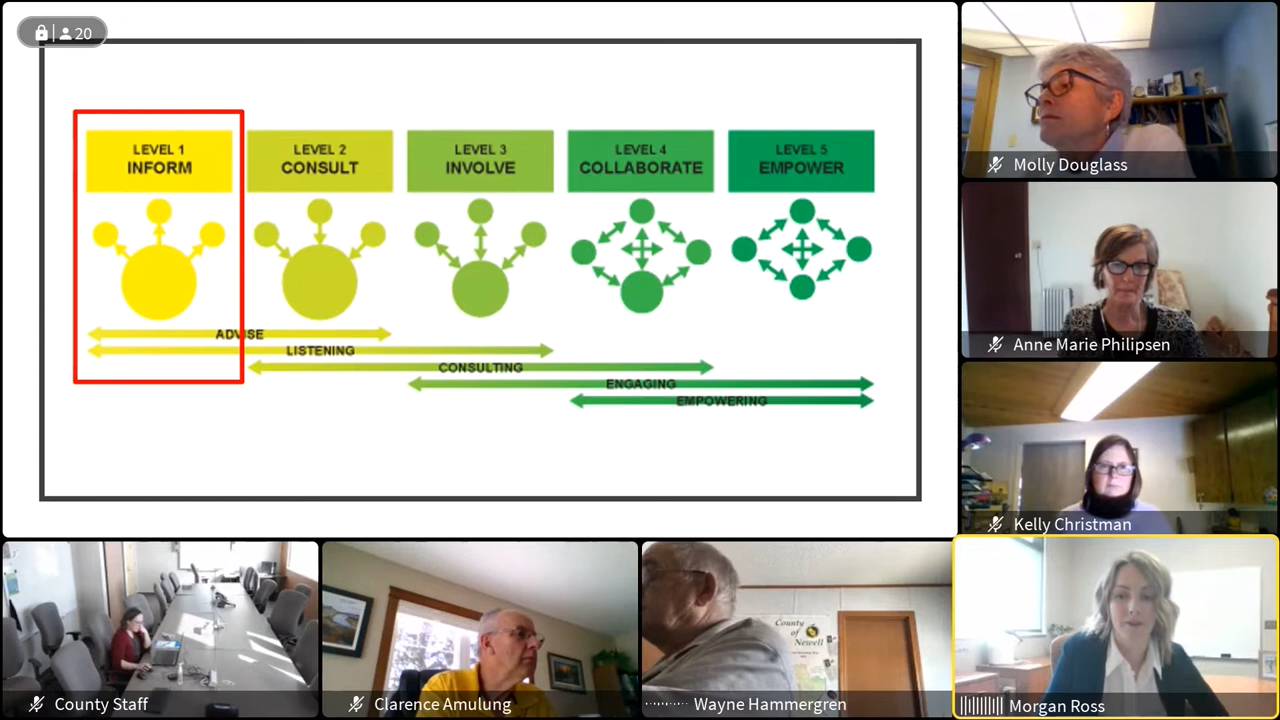 20
LEVEL 1
INFORM
LEVEL 2
CONSULT
LEVEL 3
INVOLVE
LEVEL 4
COLLABORATE
LEVEL 5
EMPOWER
ADVISE
LISTENING
CONSULTING
ENGAGING
EMPOWERING
Molly Douglass
Anne Marie Philipsen
Kelly Christman
County Staff
Clarence Amulung
County
of
Newell
Wayne Hammergren
Morgan Ross